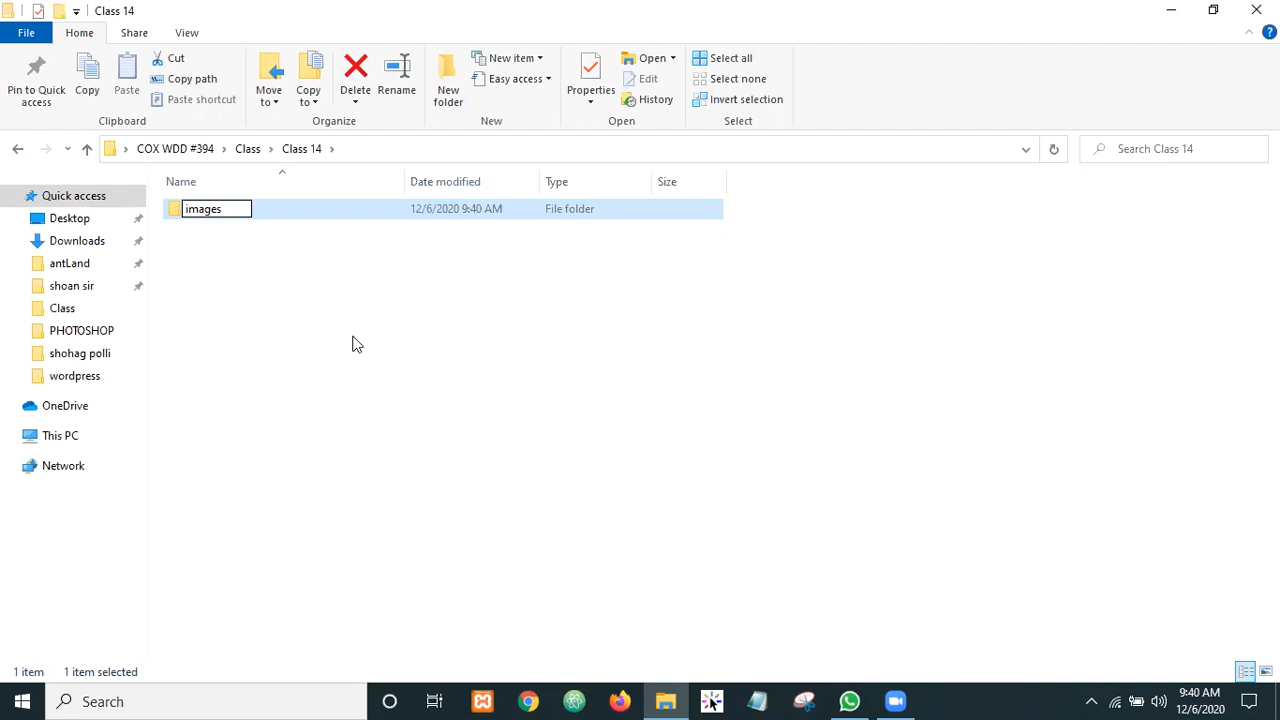 Class 14
File Home Share View
Pin to Quick access
Copy
Paste
Cut
Copy path
Paste shortcut
Clipboard
Move to
Copy to
Delete
Rename
Organize
New folder
New item
Easy access
New
Properties
Open
Edit
History
Open
Select all
Select none
Invert selection
Select
COX WDD #394 Class Class 14
Search Class 14
Name Date modified Type Size
images 12/6/2020 9:40 AM File folder
Quick access
Desktop
Downloads
antLand
shoan sir
Class
PHOTOSHOP
shohag polli
wordpress
OneDrive
This PC
Network
1 item 1 item selected
Search
9:40 AM
12/6/2020